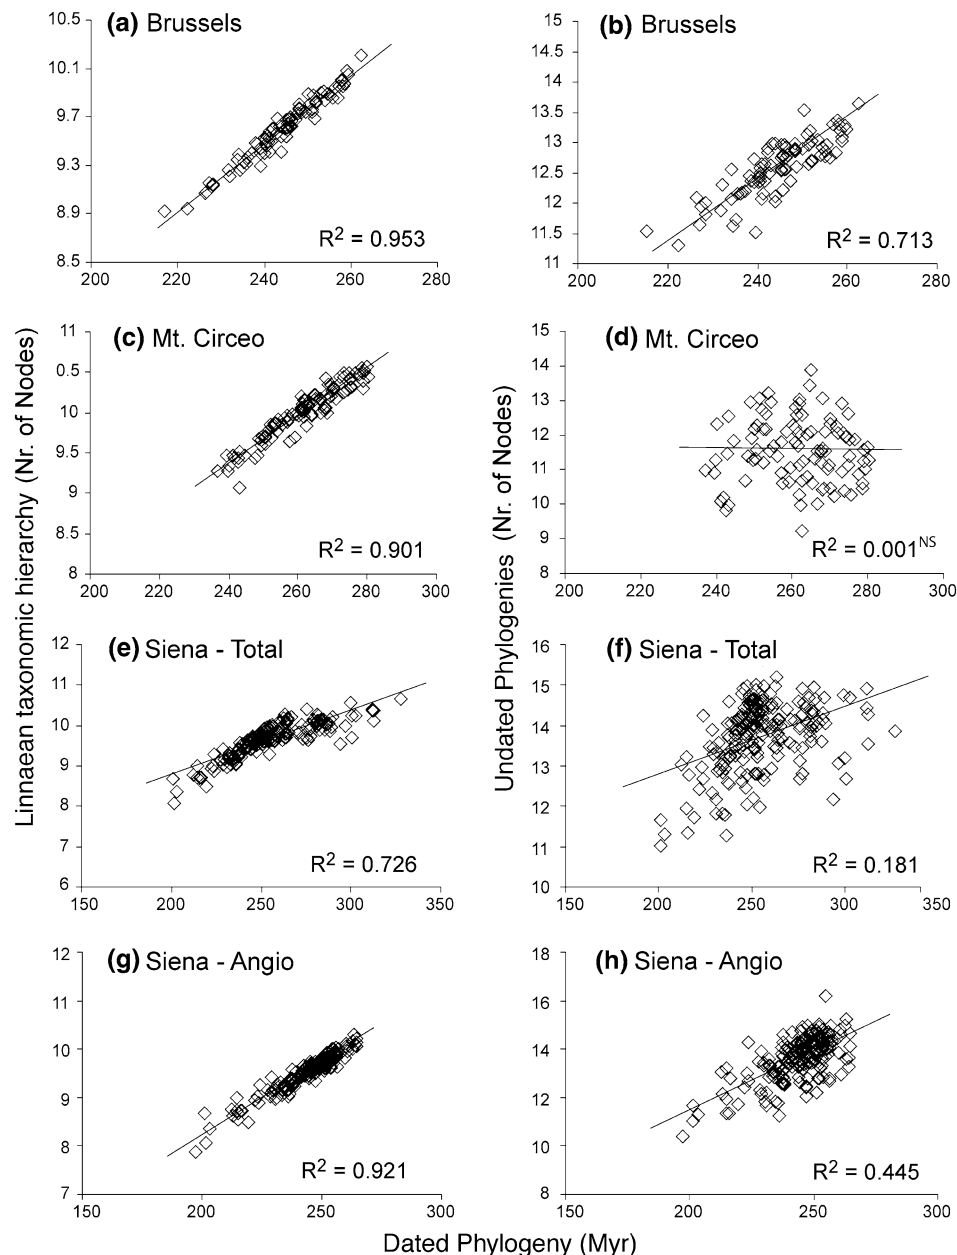 (a) Brussels
10.5
10.1
9.7
9.3
8.9
8.5
200 220 240 260 280
R2 = 0.953
(b) Brussels
15
14.5
14
13.5
13
12.5
12
11.5
11
200 220 240 260 280
R2 = 0.713
(c) Mt. Circeo
11
0.5
10
9.5
9
8.5
8
200 220 240 260 280 300
R2 = 0.901
(d) Mt. Circeo
15
14
13
12
11
10
9
8
200 220 240 260 280 300
R2 = 0.001NS
(e) Siena - Total
12
11
10
9
8
7
6
150 200 250 300 350
R2 = 0.726
(f) Siena - Total
16
15
14
13
12
11
10
150 200 250 300 350
R2 = 0.181
(g) Siena - Angio
12
11
10
9
8
7
150 200 250 300
R2 = 0.921
(h) Siena - Angio
18
16
14
12
10
8
150 200 250 300
R2 = 0.445
Linnaean taxonomic hierarchy (Nr. of Nodes)
Undated Phylogenies (Nr. of Nodes)
Dated Phylogeny (Myr)